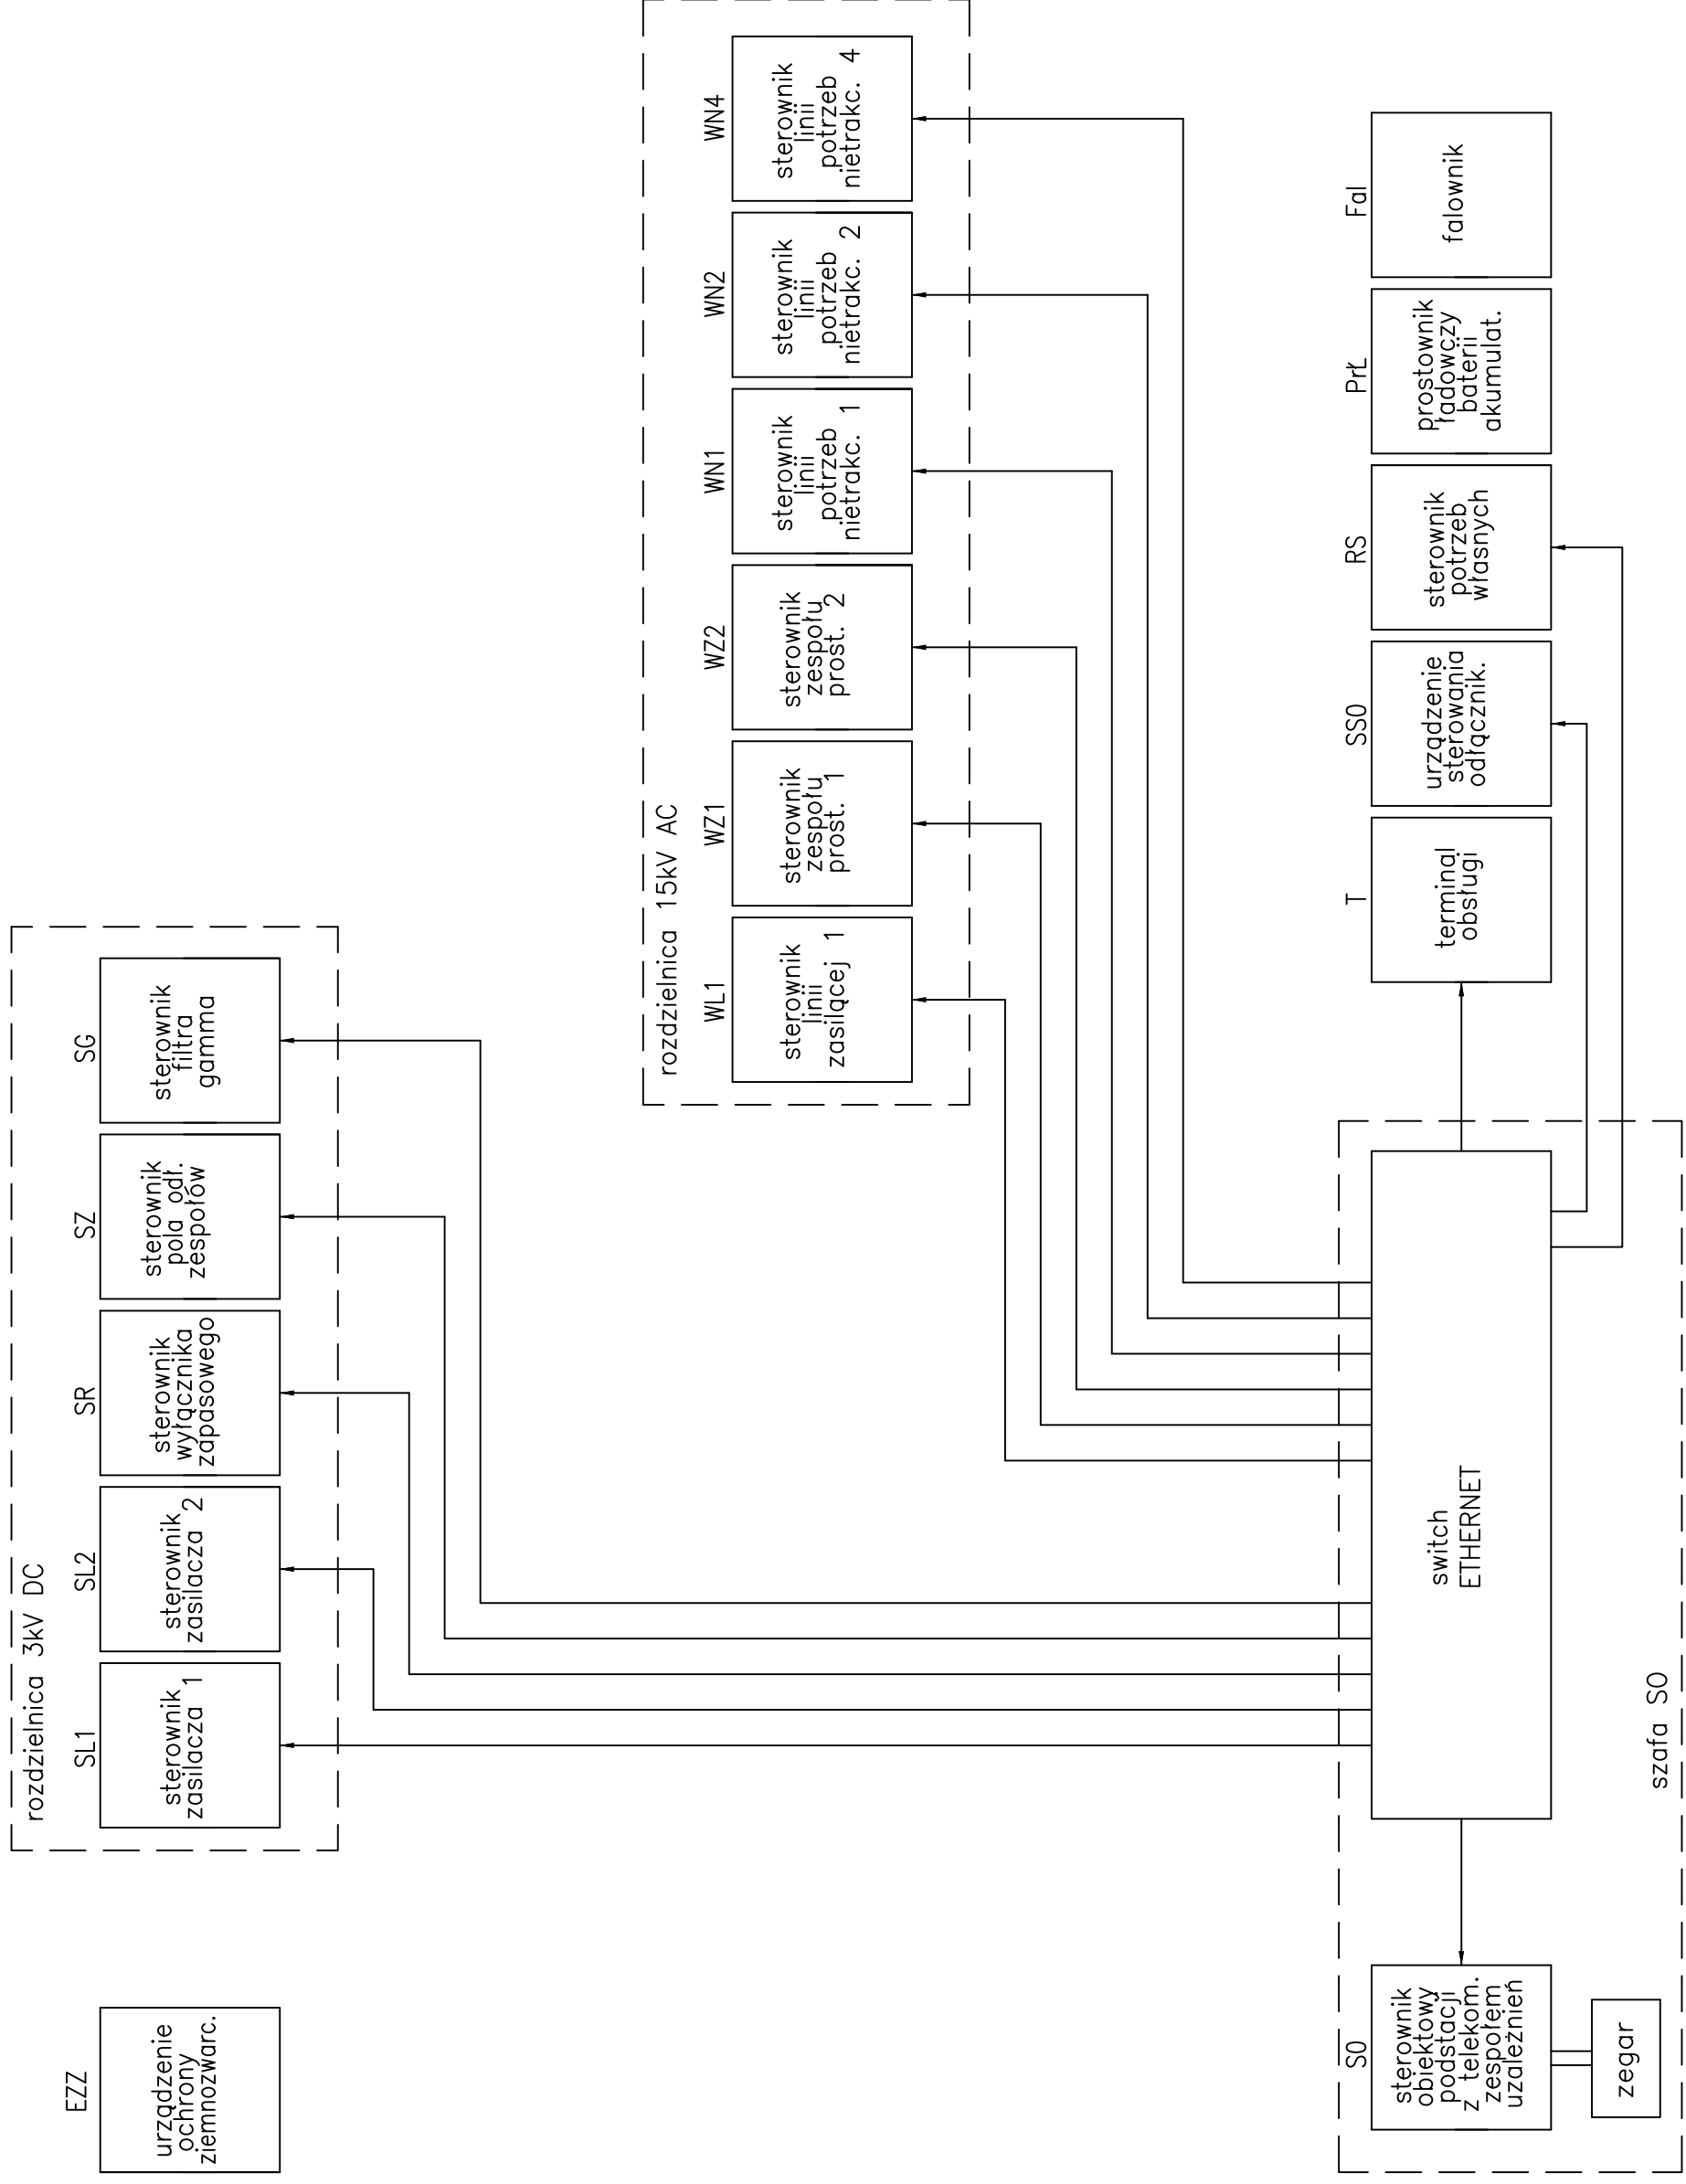 EZZ
urządzenie
ochrony
ziemnozwarc.
rozdzielnica 3kV DC
SL1
sterownik
zasilacza 1
SL2
sterownik
zasilacza 2
SR
sterownik
wyłącznika
zapasowego
SZ
sterownik
pola odł.
zespołów
SG
sterownik
filtra
gamma
rozdzielnica 15kV AC
WL1
sterownik
linii
zasilącej 1
WZ1
sterownik
zespołu
prost. 1
WZ2
sterownik
zespołu
prost. 2
WN1
sterownik
linii
potrzeb
nietrakc. 1
WN2
sterownik
linii
potrzeb
nietrakc. 2
WN4
sterownik
linii
potrzeb
nietrakc. 4
SO
sterownik
obiektowy
podstacji
z telekom.
zespołem
uzależnień
zegar
switch
ETHERNET
szafa SO
T
terminal
obsługi
SSO
urządzenie
sterowania
odłącznik.
RS
sterownik
potrzeb
własnych
PrŁ
prostownik
ładowczy
baterii
akumulat.
Fal
falownik